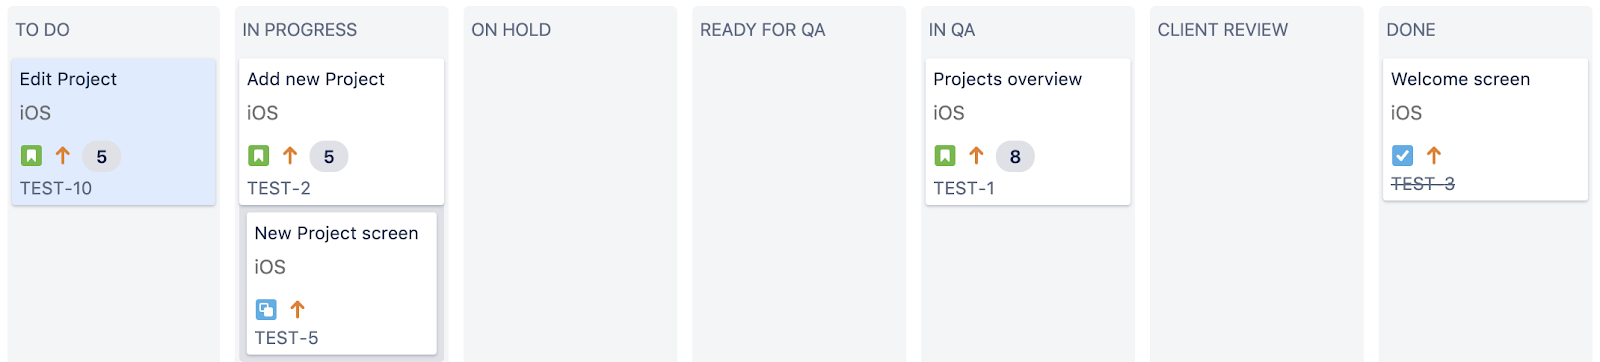 TO DO
Edit Project
iOS
5
TEST-10
IN PROGRESS
Add new Project
iOS
5
TEST-2
New Project screen
iOS
TEST-5
ON HOLD
READY FOR QA
IN QA
Projects overview
iOS
8
TEST-1
CLIENT REVIEW
DONE
Welcome screen
iOS
TEST-3